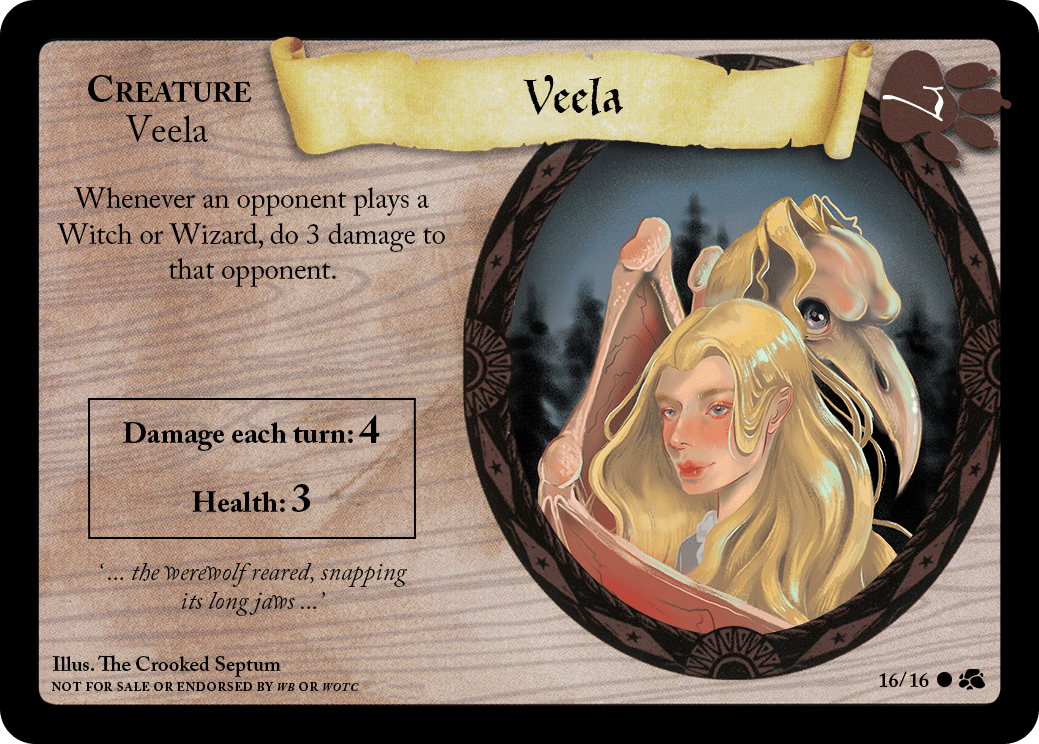 CREATURE
Veela
Veela
Whenever an opponent plays a
Witch or Wizard, do 3 damage to
that opponent.
Damage each turn: 4
Health: 3
‘ ... the werewolf reared, snapping
its long jaws ...’
Illus. The Crooked Septum
NOT FOR SALE OR ENDORSED BY WB OR WOTC
16/16